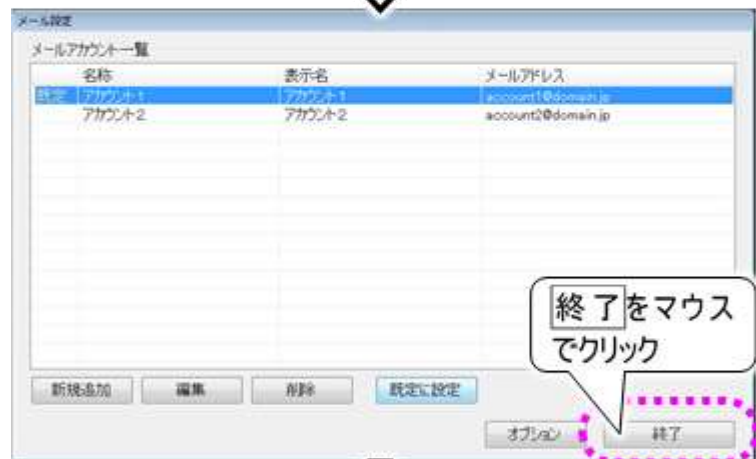 メール設定
メールアカウント一覧
名称 表示名 メールアドレス
既定 アカウント1 アカウント1 account1@domain.jp
アカウント2 アカウント2 account2@domain.jp
終了をマウス
でクリック
新規追加 編集 削除 既定に設定
オプション 終了